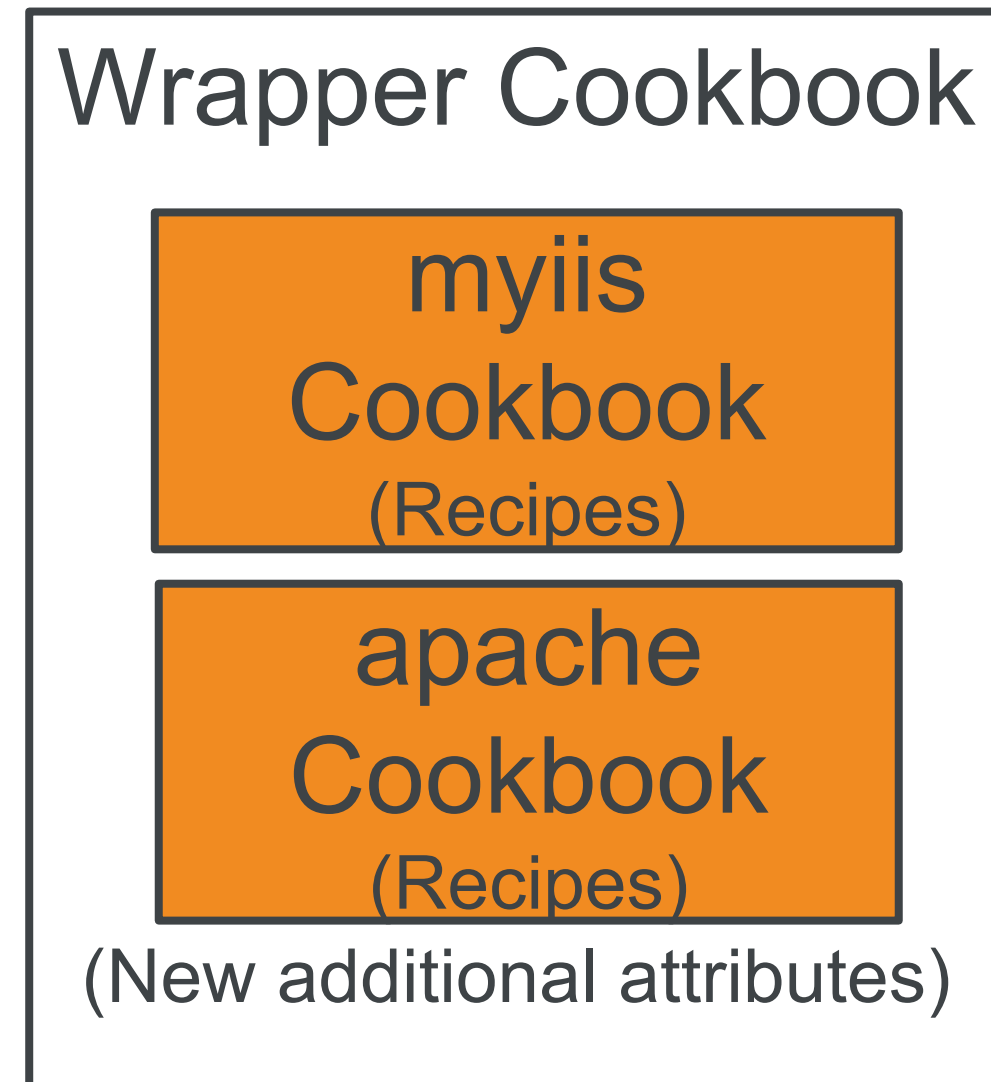 Wrapper Cookbook
myiis
Cookbook
(Recipes)
apache
Cookbook
(Recipes)
(New additional attributes)